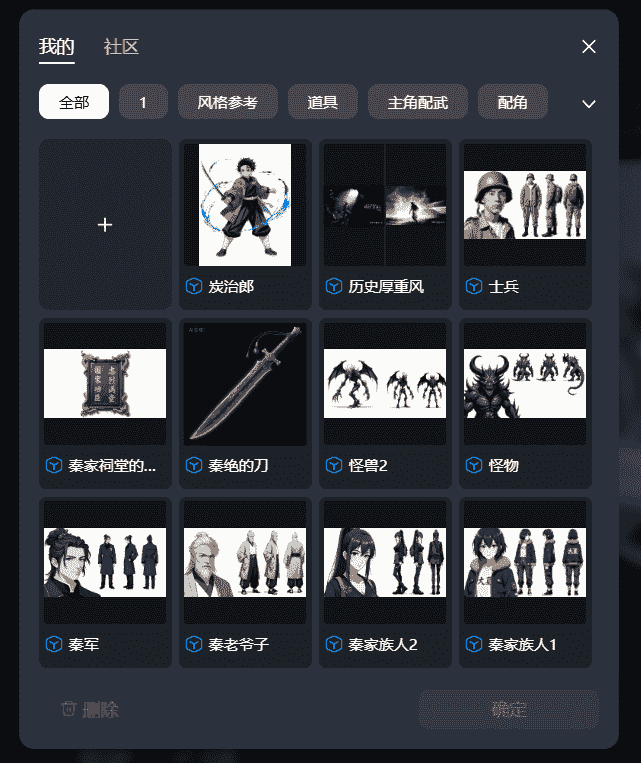 我的
社区
全部
1
风格参考
道具
主角配武
配角
炭治郎
历史厚重风
士兵
秦家祠堂的...
秦绝的刀
怪兽2
怪物
秦军
秦老爷子
秦家族人2
秦家族人1
删除
确定